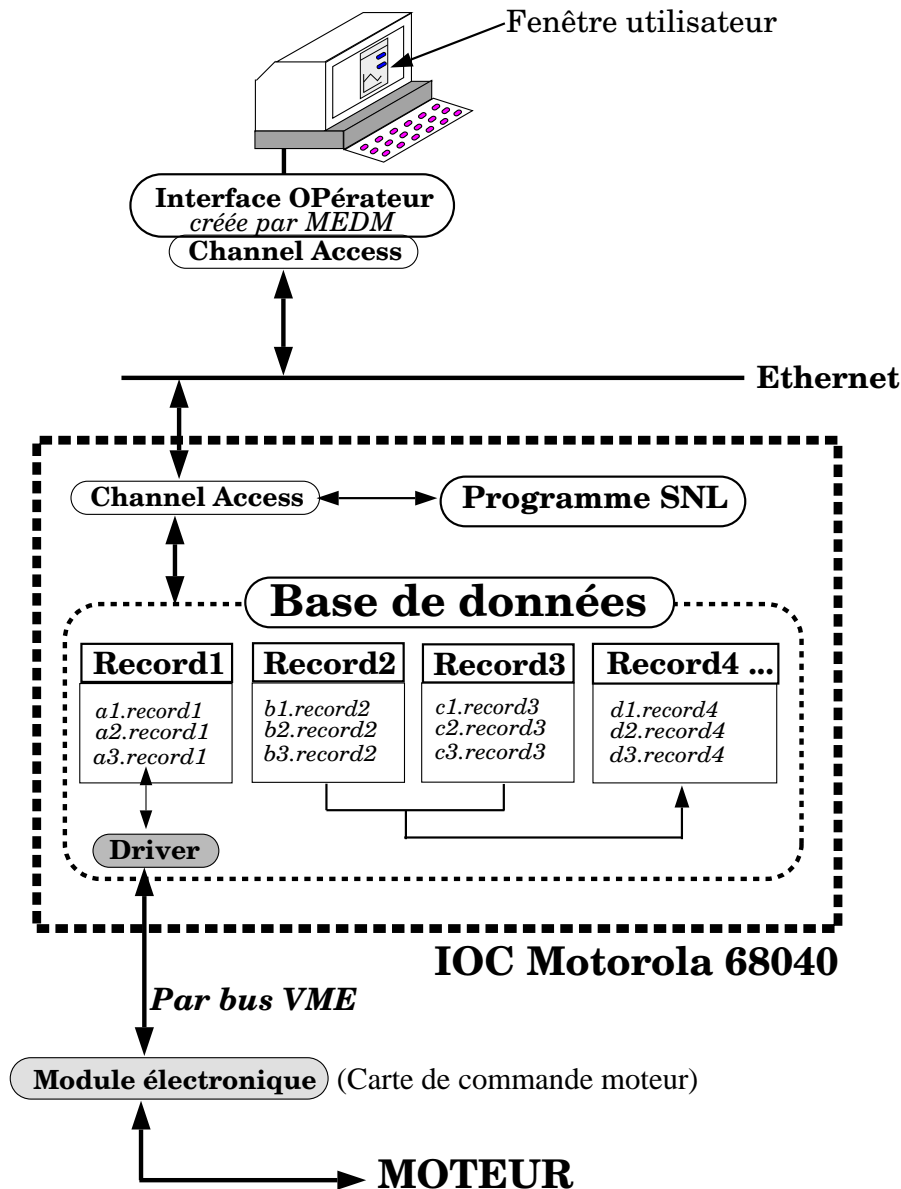 Fenêtre utilisateur
Interface OPérateur
créée par MEDM
Channel Access
Ethernet
Channel Access
Programme SNL
Base de données
Record1
Record2
Record3
Record4 ...
a1.record1
a2.record1
a3.record1
b1.record2
b2.record2
b3.record2
c1.record3
c2.record3
c3.record3
d1.record4
d2.record4
d3.record4
Driver
IOC Motorola 68040
Par bus VME
Module électronique (Carte de commande moteur)
MOTEUR